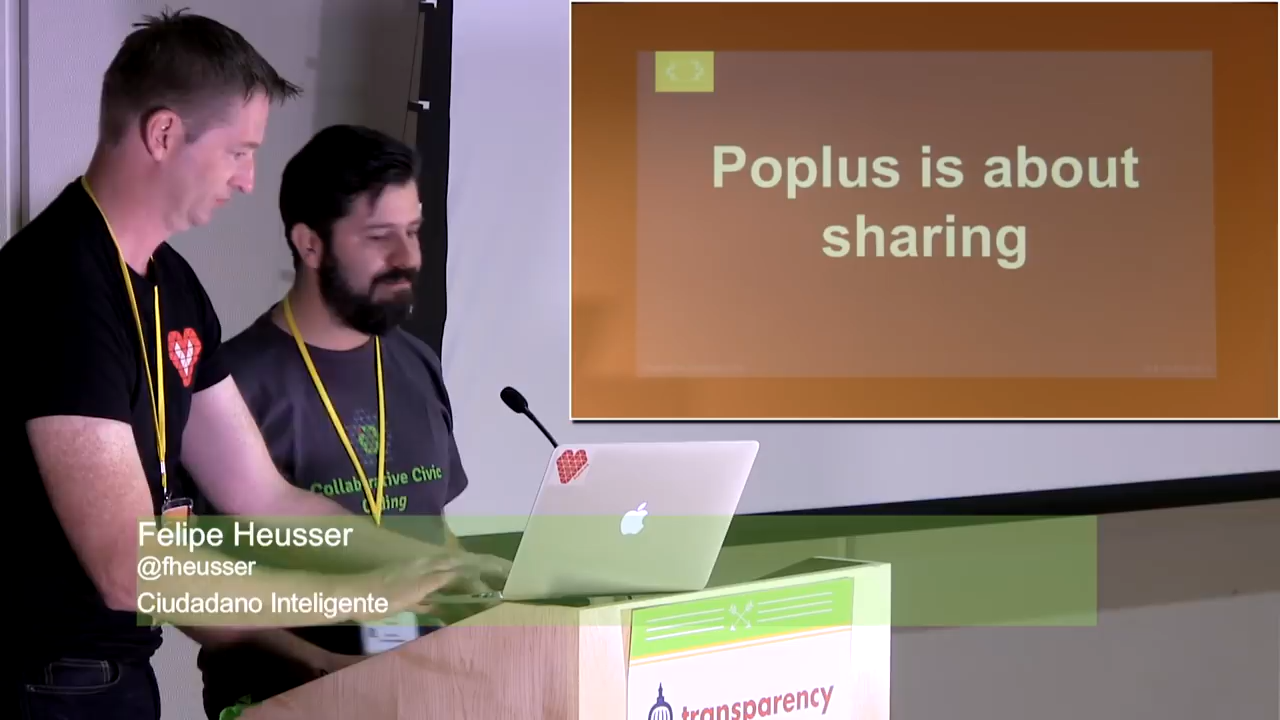 Poplus is about
sharing
Collaborative Civic
Coding
Felipe Heusser
@fheusser
Ciudadano Inteligente
transparency